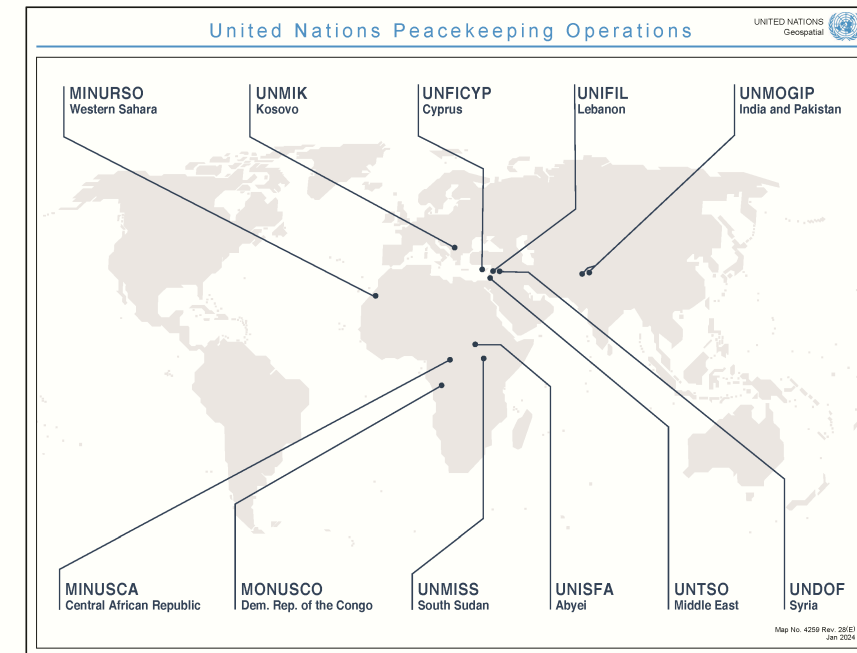 United Nations Peacekeeping Operations
UNITED NATIONS
Geospatial
MINURSO
Western Sahara
UNMIK
Kosovo
UNFICYP
Cyprus
UNIFIL
Lebanon
UNMOGIP
India and Pakistan
MINUSCA
Central African Republic
MONUSCO
Dem. Rep. of the Congo
UNMISS
South Sudan
UNISFA
Abyei
UNTSO
Middle East
UNDOF
Syria
Map No. 4259 Rev. 28(E)
Jan 2024